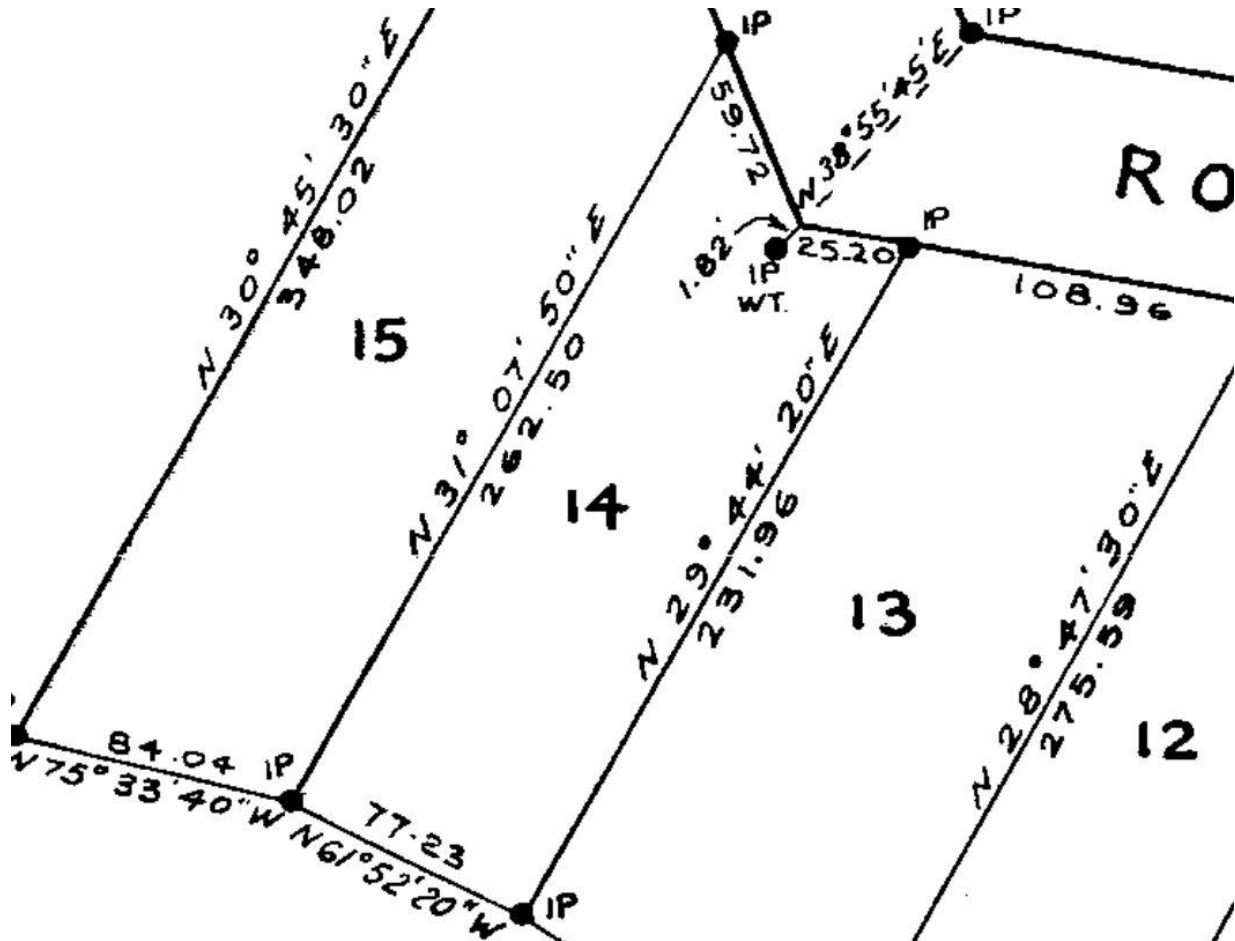 IP
IP
N 30° 45' 30" E
348.02
59.72
N 38° 55' 45' E
RO
IP
1.82'
25.20
IP
WT.
108.96
15
N 31° 07' 50" E
262.50
14
N 29° 44' 20" E
231.96
13
N 28° 47' 30" E
275.59
12
84.04
N 75° 33' 40" W
IP
77.23
N 61° 52' 20" W
IP